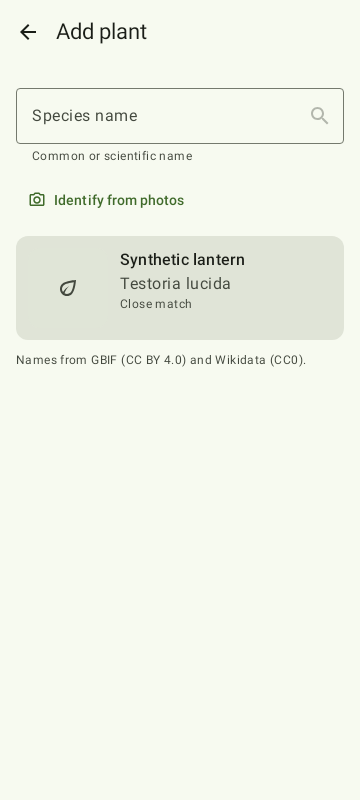 Add plant
Species name
Common or scientific name
Identify from photos
Synthetic lantern
Testoria lucida
Close match
Names from GBIF (CC BY 4.0) and Wikidata (CC0).